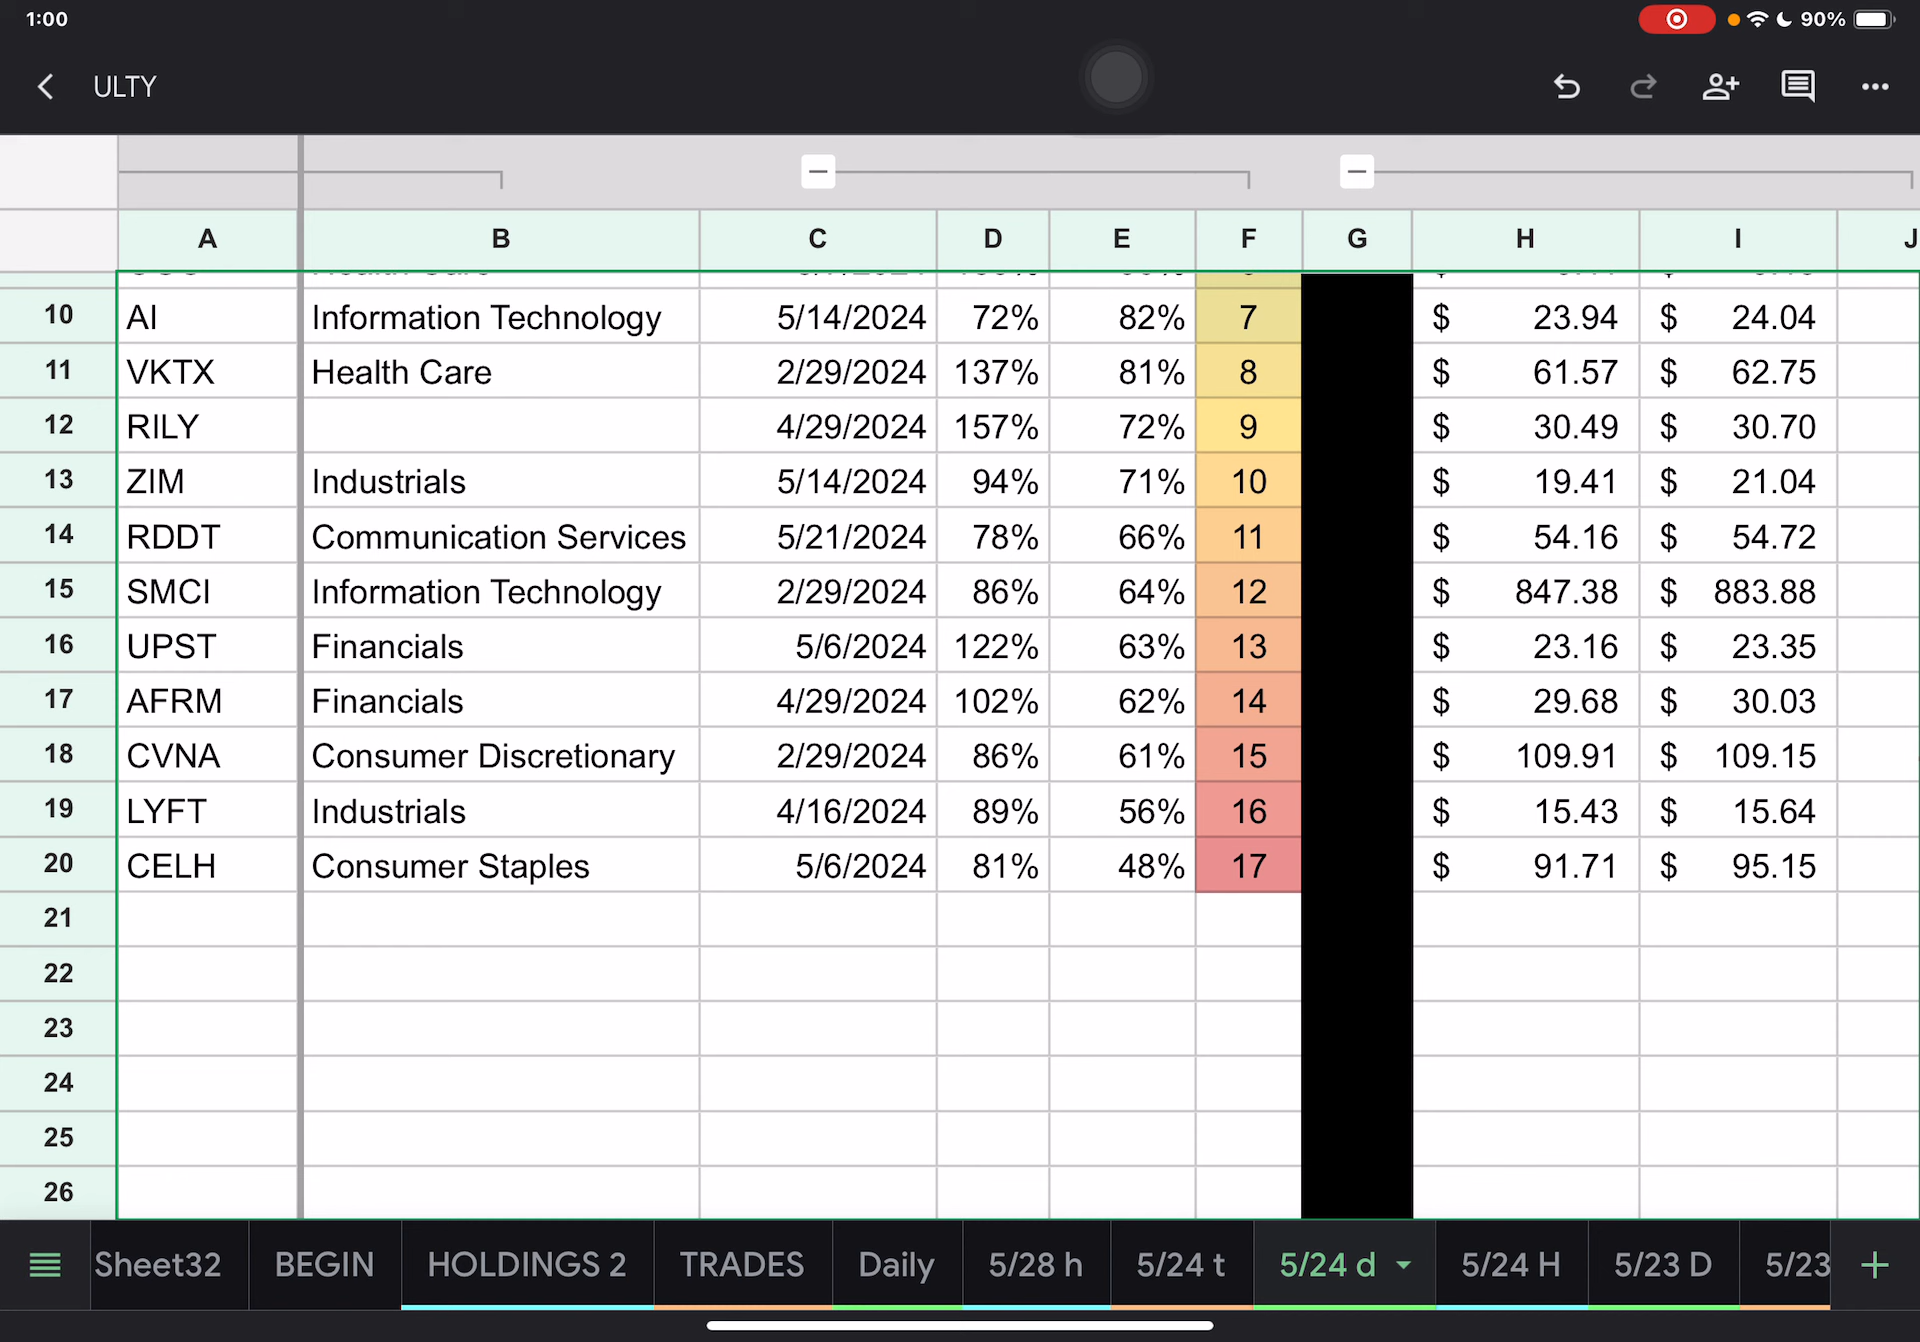 1:00 90%
ULTY
A B C D E F G H I J
10 AI Information Technology 5/14/2024 72% 82% 7 $ 23.94 $ 24.04
11 VKTX Health Care 2/29/2024 137% 81% 8 $ 61.57 $ 62.75
12 RILY 4/29/2024 157% 72% 9 $ 30.49 $ 30.70
13 ZIM Industrials 5/14/2024 94% 71% 10 $ 19.41 $ 21.04
14 RDDT Communication Services 5/21/2024 78% 66% 11 $ 54.16 $ 54.72
15 SMCI Information Technology 2/29/2024 86% 64% 12 $ 847.38 $ 883.88
16 UPST Financials 5/6/2024 122% 63% 13 $ 23.16 $ 23.35
17 AFRM Financials 4/29/2024 102% 62% 14 $ 29.68 $ 30.03
18 CVNA Consumer Discretionary 2/29/2024 86% 61% 15 $ 109.91 $ 109.15
19 LYFT Industrials 4/16/2024 89% 56% 16 $ 15.43 $ 15.64
20 CELH Consumer Staples 5/6/2024 81% 48% 17 $ 91.71 $ 95.15
21
22
23
24
25
26
Sheet32 BEGIN HOLDINGS 2 TRADES Daily 5/28 h 5/24 t 5/24 d 5/24 H 5/23 D 5/23